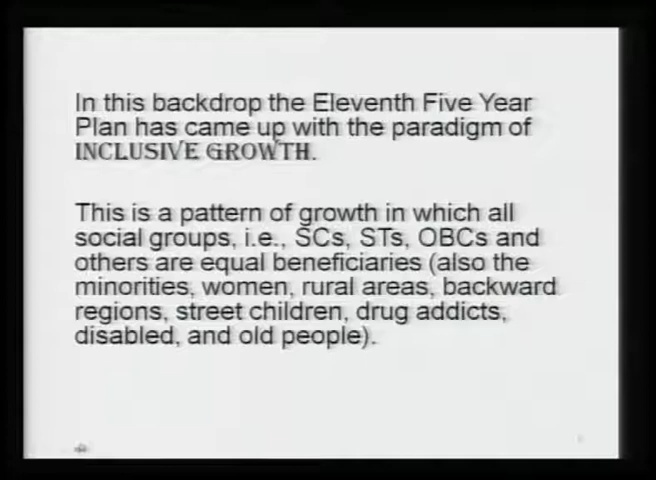 In this backdrop the Eleventh Five Year
Plan has came up with the paradigm of
INCLUSIVE GROWTH.
This is a pattern of growth in which all
social groups, i.e., SCs, STs, OBCs and
others are equal beneficiaries (also the
minorities, women, rural areas, backward
regions, street children, drug addicts,
disabled, and old people).